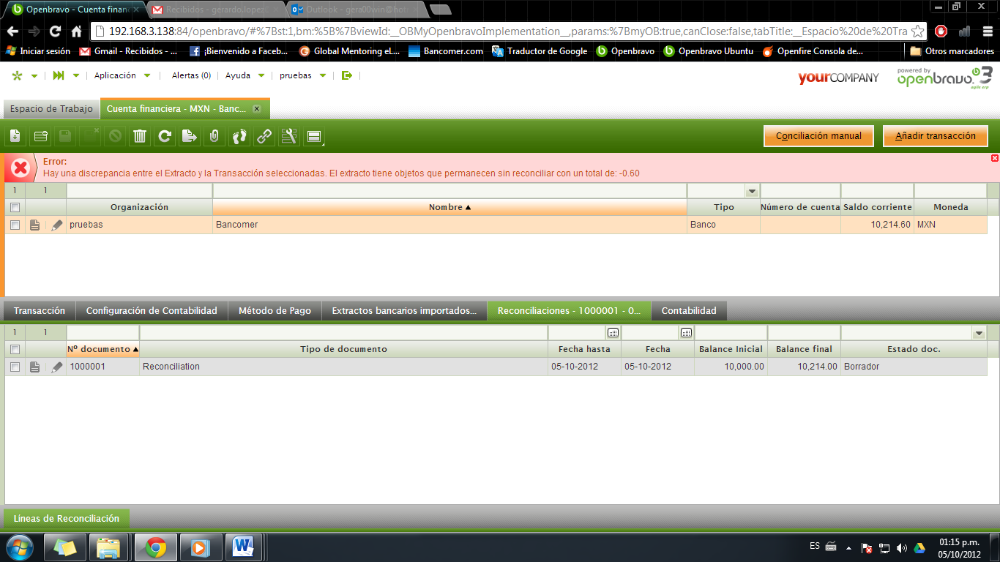 Openbravo - Cuenta finan
Recibidos - gerardo.lopez
Outlook - gera00win@hot
192.168.3.138:84/openbravo/#%7Bst:1,bm:%5B%7BviewId:__OBMyOpenbravoImplementation__,params:%7BmyOB:true,canClose:false,tabTitle:__Espacio%20de%20Tra
Iniciar sesión
Gmail - Recibidos - ...
¡Bienvenido a Faceb...
Global Mentoring eL...
Bancomer.com
Traductor de Google
Openbravo
Openbravo Ubuntu
Openfire Consola de...
Otros marcadores
Aplicación
Alertas (0)
Ayuda
pruebas
yourCOMPANY
powered by
openbravo 3
agile erp
Espacio de Trabajo
Cuenta financiera - MXN - Banc...
Conciliación manual
Añadir transacción
Error:
Hay una discrepancia entre el Extracto y la Transacción seleccionadas. El extracto tiene objetos que permanecen sin reconciliar con un total de: -0.60
1 1
Organización Nombre Tipo Número de cuenta Saldo corriente Moneda
pruebas Bancomer Banco 10,214.60 MXN
Transacción
Configuración de Contabilidad
Método de Pago
Extractos bancarios importados...
Reconciliaciones - 1000001 - 0...
Contabilidad
1 1
Nº documento Tipo de documento Fecha hasta Fecha Balance Inicial Balance final Estado doc.
1000001 Reconciliation 05-10-2012 05-10-2012 10,000.00 10,214.00 Borrador
Líneas de Reconciliación
ES
01:15 p.m.
05/10/2012